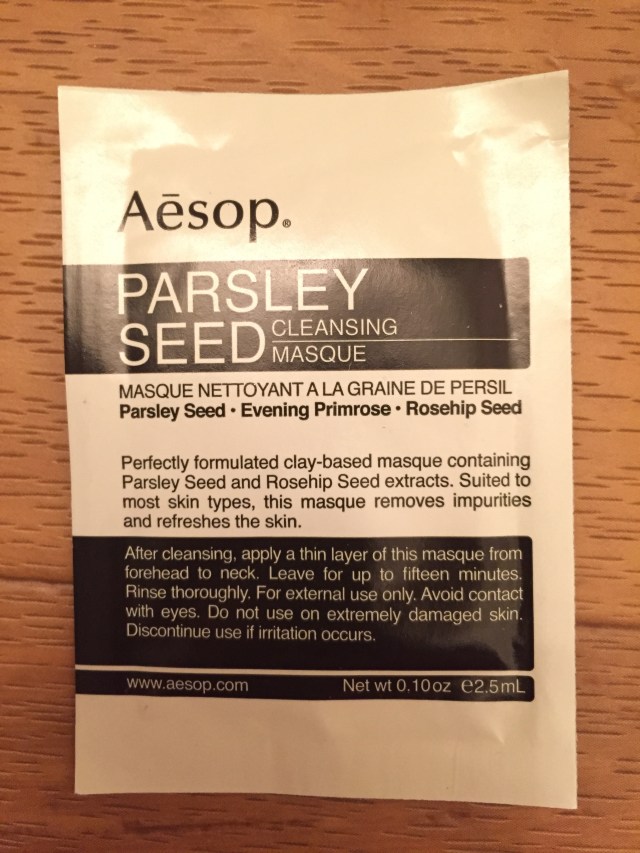 Aēsop®
PARSLEY
SEED CLEANSING
MASQUE
MASQUE NETTOYANT A LA GRAINE DE PERSIL
Parsley Seed • Evening Primrose • Rosehip Seed
Perfectly formulated clay-based masque containing
Parsley Seed and Rosehip Seed extracts. Suited to
most skin types, this masque removes impurities
and refreshes the skin.
After cleansing, apply a thin layer of this masque from
forehead to neck. Leave for up to fifteen minutes.
Rinse thoroughly. For external use only. Avoid contact
with eyes. Do not use on extremely damaged skin.
Discontinue use if irritation occurs.
www.aesop.com Net wt 0.10oz ℮2.5mL